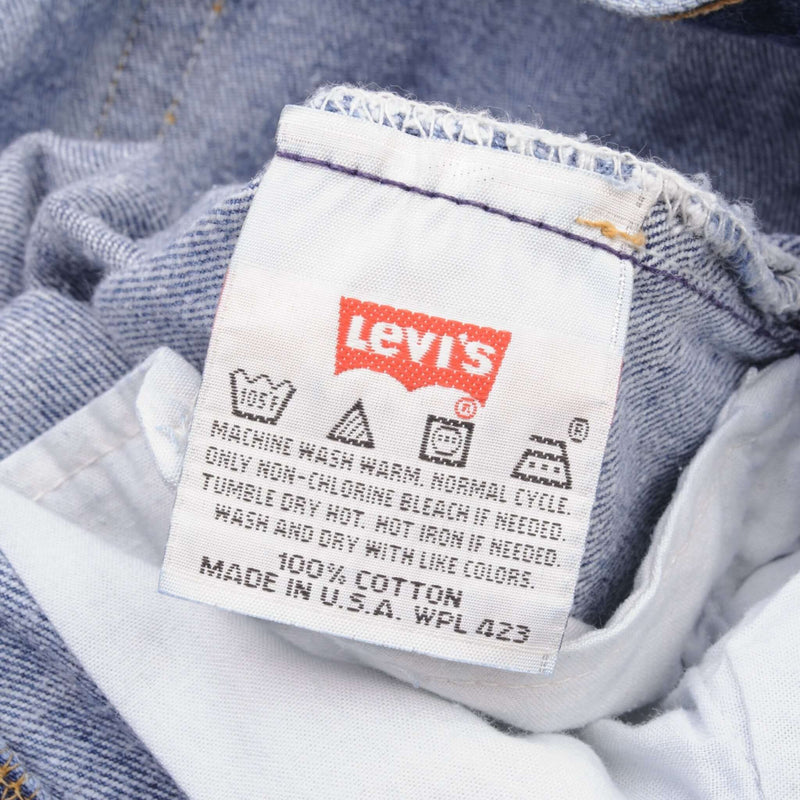 Levi's
®
105F
®
MACHINE WASH WARM. NORMAL CYCLE.
ONLY NON-CHLORINE BLEACH IF NEEDED.
TUMBLE DRY HOT. HOT IRON IF NEEDED.
WASH AND DRY WITH LIKE COLORS.
100% COTTON
MADE IN U.S.A. WPL 423